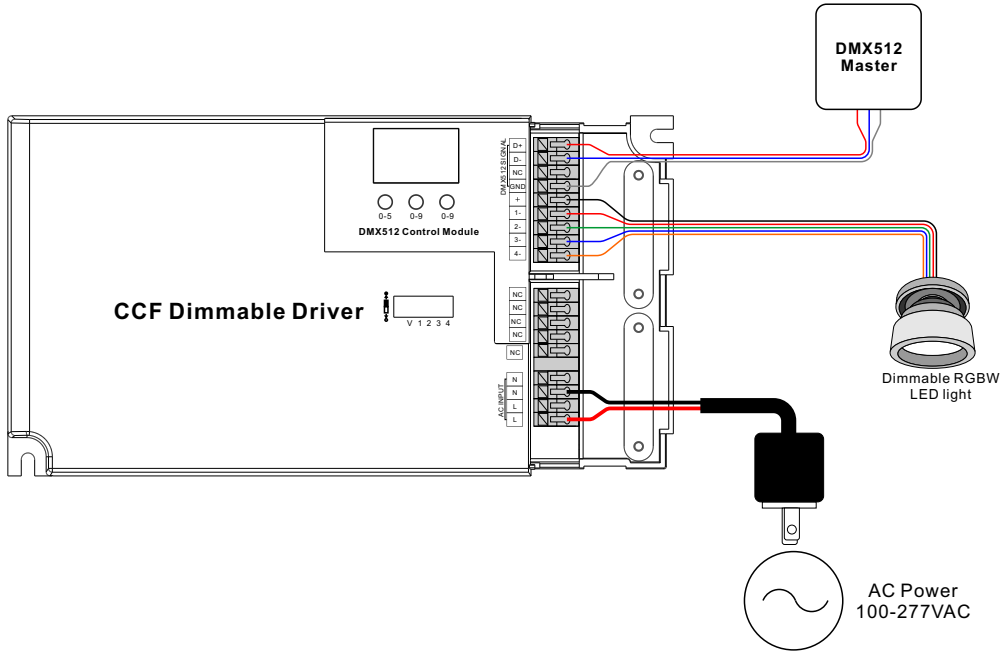 DMX512
Master
DMX512 SIGNAL
D+
D-
NC
GND
+
1-
2-
3-
4-
0-5 0-9 0-9
DMX512 Control Module
CCF Dimmable Driver
V 1 2 3 4
NC
NC
NC
NC
NC
AC INPUT
N
N
L
L
Dimmable RGBW
LED light
AC Power
100-277VAC